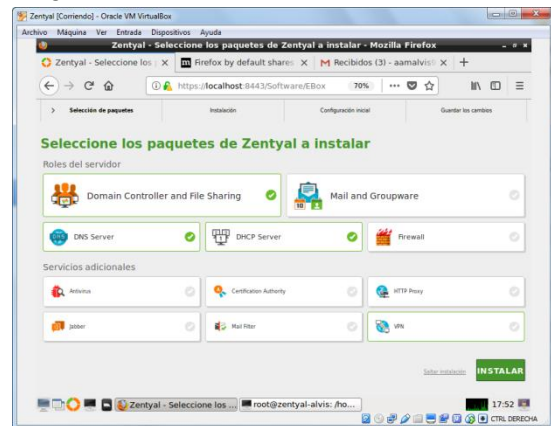 Zentyal [Corriendo] - Oracle VM VirtualBox
Archivo Máquina Ver Entrada Dispositivos Ayuda
Zentyal - Seleccione los paquetes de Zentyal a instalar - Mozilla Firefox
Zentyal - Seleccione los
Firefox by default shares
Recibidos (3) - aamalvis
https://localhost:8443/Software/EBox 70%
Selección de paquetes
Instalación
Configuración inicial
Guardar los cambios
Seleccione los paquetes de Zentyal a instalar
Roles del servidor
Domain Controller and File Sharing
Mail and Groupware
DNS Server
DHCP Server
Firewall
Servicios adicionales
Antivirus
Certification Authority
HTTP Proxy
Jabber
Mail Filter
VPN
Saltar instalación
INSTALAR
Zentyal - Seleccione los ...
root@zentyal-alvis: /ho...
17:52
CTRL DERECHA